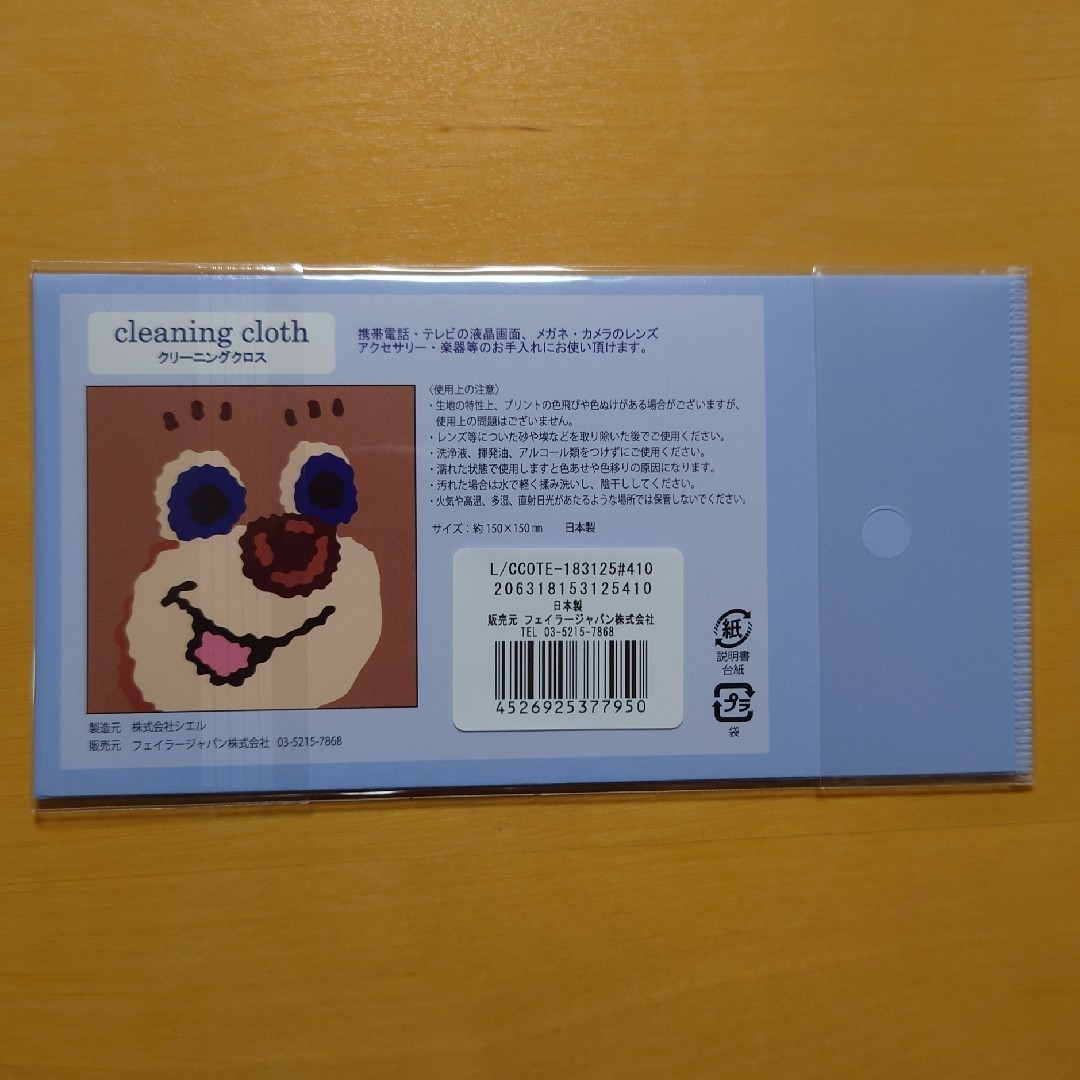 cleaning cloth
クリーニングクロス
携帯電話・テレビの液晶画面、メガネ・カメラのレンズ
アクセサリー・楽器等のお手入れにお使い頂けます。
〈使用上の注意〉
・生地の特性上、プリントの色飛びや色ぬけがある場合がございますが、
使用上の問題はございません。
・レンズ等についた砂や埃などを取り除いた後でご使用ください。
・洗浄液、揮発油、アルコール類をつけずにご使用ください。
・濡れた状態で使用しますと色あせや色移りの原因になります。
・汚れた場合は水で軽く揉み洗いし、陰干ししてください。
・火気や高温、多湿、直射日光があたるような場所では保管しないでください。
サイズ：約150×150㎜ 日本製
L/CCOTE-183125#410
206318153125410
日本製
販売元 フェイラージャパン株式会社
TEL 03-5215-7868
4526925377950
紙
説明書
台紙
プラ
袋
製造元 株式会社シエル
販売元 フェイラージャパン株式会社 03-5215-7868